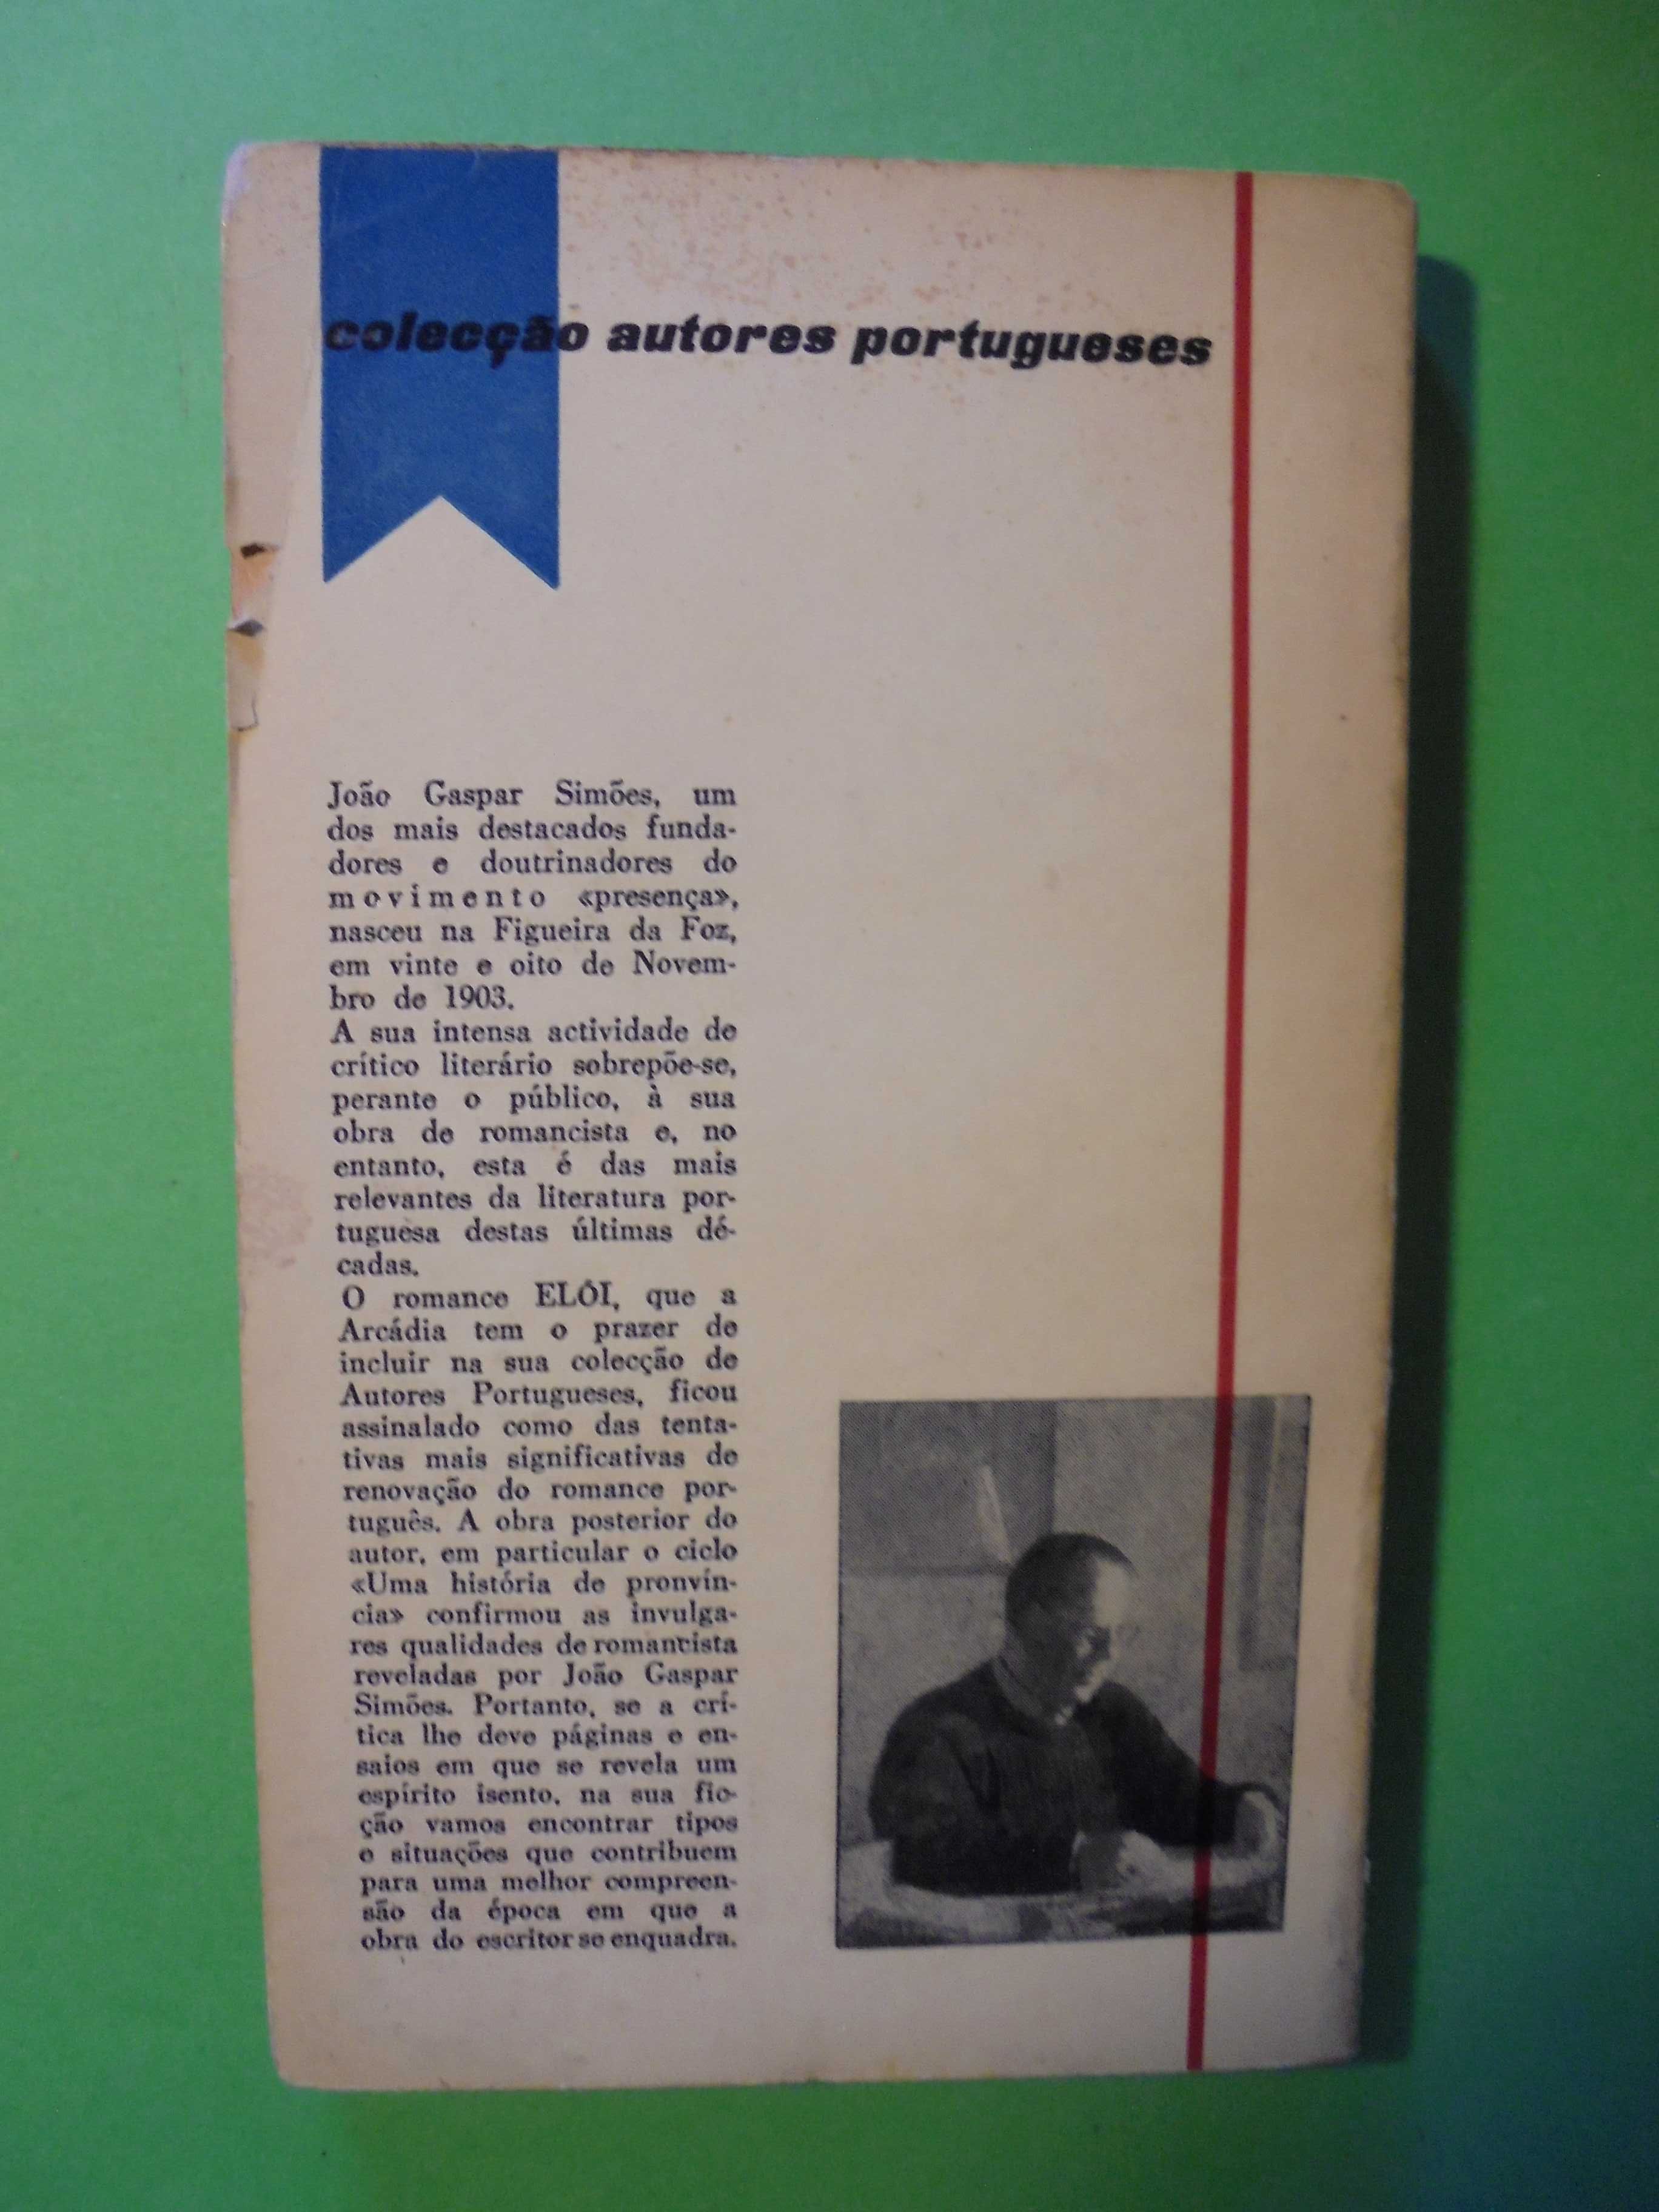 colecção autores portugueses
João Gaspar Simões, um
dos mais destacados funda-
dores e doutrinadores do
movimento «presença»,
nasceu na Figueira da Foz,
em vinte e oito de Novem-
bro de 1903.
A sua intensa actividade de
crítico literário sobrepõe-se,
perante o público, à sua
obra de romancista e, no
entanto, esta é das mais
relevantes da literatura por-
tuguesa destas últimas dé-
cadas.
O romance ELÓI, que a
Arcádia tem o prazer de
incluir na sua colecção de
Autores Portugueses, ficou
assinalado como das tenta-
tivas mais significativas de
renovação do romance por-
tuguês. A obra posterior do
autor, em particular o ciclo
«Uma história de pronvín-
cia» confirmou as invulga-
res qualidades de romancista
reveladas por João Gaspar
Simões. Portanto, se a crí-
tica lhe deve páginas e en-
saios em que se revela um
espírito isento, na sua fic-
ção vamos encontrar tipos
e situações que contribuem
para uma melhor compreen-
são da época em que a
obra do escritor se enquadra.